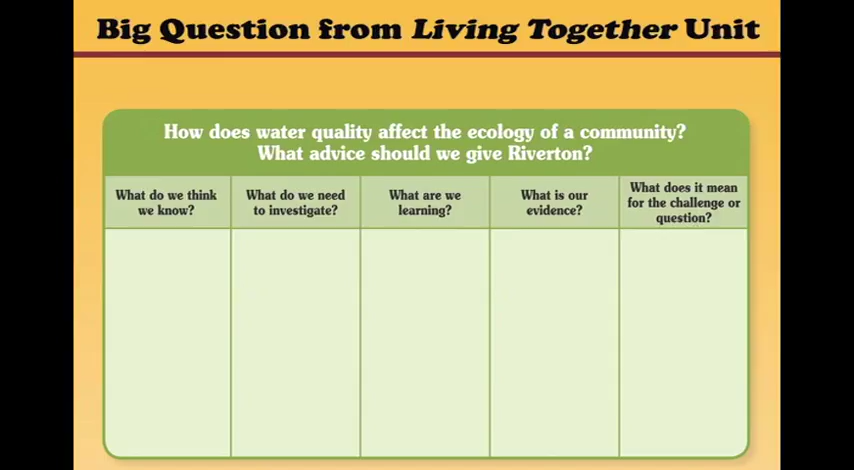 Big Question from Living Together Unit
How does water quality affect the ecology of a community?
What advice should we give Riverton?
What do we think
we know?
What do we need
to investigate?
What are we
learning?
What is our
evidence?
What does it mean
for the challenge or
question?